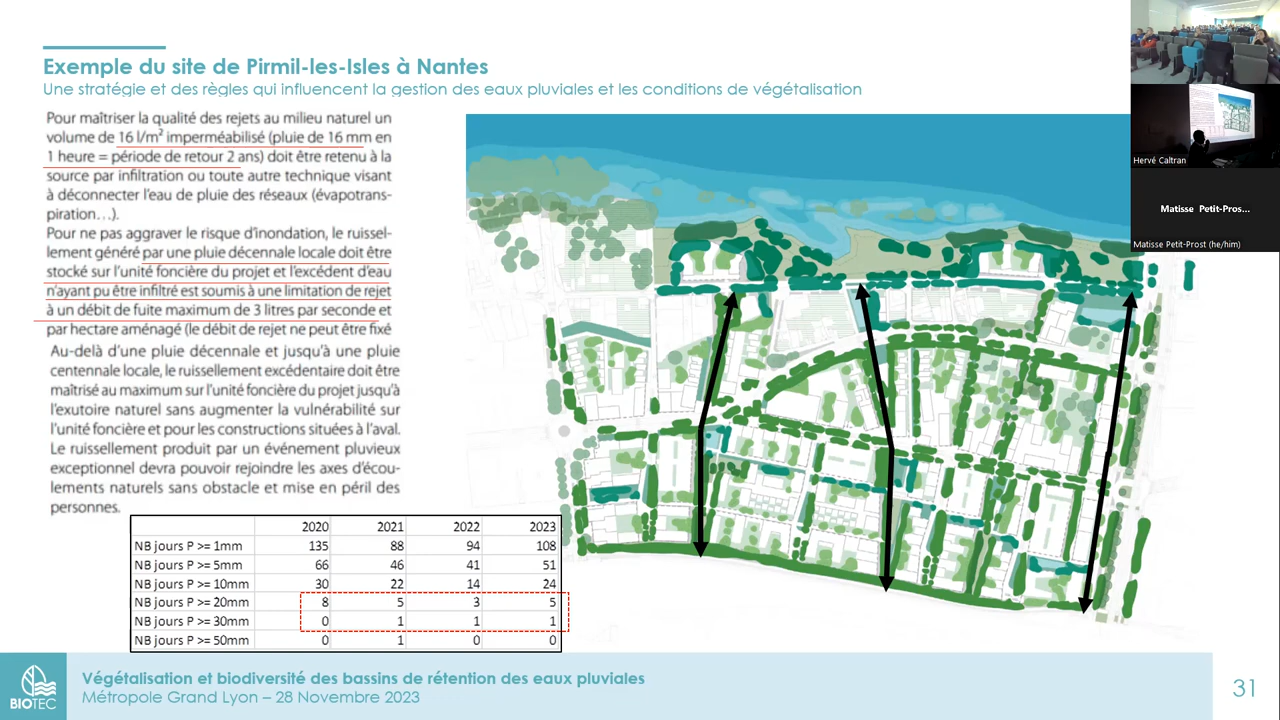 Exemple du site de Pirmil-les-Isles à Nantes
Une stratégie et des règles qui influencent la gestion des eaux pluviales et les conditions de végétalisation
Pour maîtriser la qualité des rejets au milieu naturel un
volume de 16 l/m² imperméabilisé (pluie de 16 mm en
1 heure = période de retour 2 ans) doit être retenu à la
source par infiltration ou toute autre technique visant
à déconnecter l'eau de pluie des réseaux (évapotrans-
piration…).
Pour ne pas aggraver le risque d'inondation, le ruissel-
lement généré par une pluie décennale locale doit être
stocké sur l'unité foncière du projet et l'excédent d'eau
n'ayant pu être infiltré est soumis à une limitation de rejet
à un débit de fuite maximum de 3 litres par seconde et
par hectare aménagé (le débit de rejet ne peut être fixé
Au-delà d'une pluie décennale et jusqu'à une pluie
centennale locale, le ruissellement excédentaire doit être
maîtrisé au maximum sur l'unité foncière du projet jusqu'à
l'exutoire naturel sans augmenter la vulnérabilité sur
l'unité foncière et pour les constructions situées à l'aval.
Le ruissellement produit par un événement pluvieux
exceptionnel devra pouvoir rejoindre les axes d'écou-
lements naturels sans obstacle et mise en péril des
personnes.
2020 2021 2022 2023
NB jours P >= 1mm 135 88 94 108
NB jours P >= 5mm 66 46 41 51
NB jours P >= 10mm 30 22 14 24
NB jours P >= 20mm 8 5 3 5
NB jours P >= 30mm 0 1 1 1
NB jours P >= 50mm 0 1 0 0
Hervé Caltran
Matisse Petit-Pros...
Matisse Petit-Prost (he/him)
BIOTEC
Végétalisation et biodiversité des bassins de rétention des eaux pluviales
Métropole Grand Lyon – 28 Novembre 2023
31